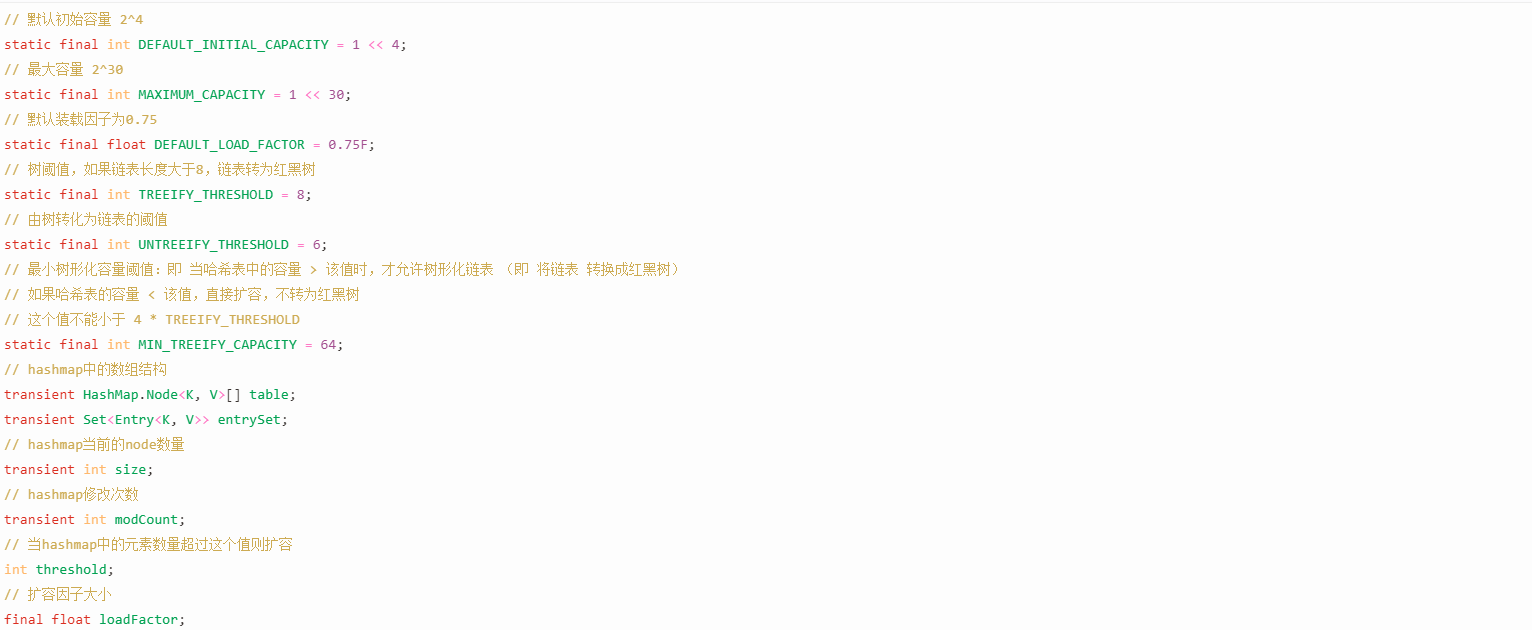 // 默认初始容量 2^4
static final int DEFAULT_INITIAL_CAPACITY = 1 << 4;
// 最大容量 2^30
static final int MAXIMUM_CAPACITY = 1 << 30;
// 默认装载因子为0.75
static final float DEFAULT_LOAD_FACTOR = 0.75F;
// 树阈值，如果链表长度大于8，链表转为红黑树
static final int TREEIFY_THRESHOLD = 8;
// 由树转化为链表的阈值
static final int UNTREEIFY_THRESHOLD = 6;
// 最小树形化容量阈值：即 当哈希表中的容量 > 该值时，才允许树形化链表 （即 将链表 转换成红黑树）
// 如果哈希表的容量 < 该值，直接扩容，不转为红黑树
// 这个值不能小于 4 * TREEIFY_THRESHOLD
static final int MIN_TREEIFY_CAPACITY = 64;
// hashmap中的数组结构
transient HashMap.Node<K, V>[] table;
transient Set<Entry<K, V>> entrySet;
// hashmap当前的node数量
transient int size;
// hashmap修改次数
transient int modCount;
// 当hashmap中的元素数量超过这个值则扩容
int threshold;
// 扩容因子大小
final float loadFactor;